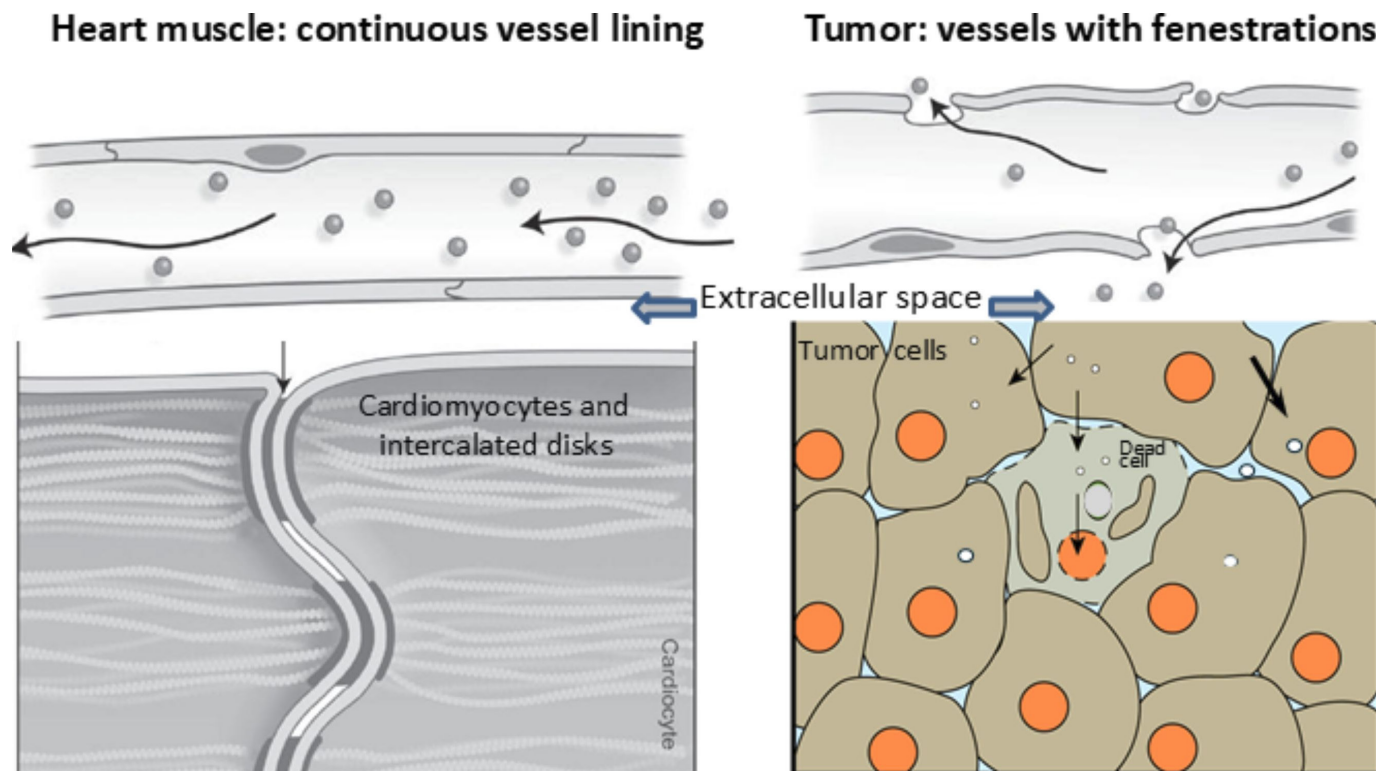 Heart muscle: continuous vessel lining
Tumor: vessels with fenestrations
Extracellular space
Cardiomyocytes and
intercalated disks
Cardiocyte
Tumor cells
Dead
cell